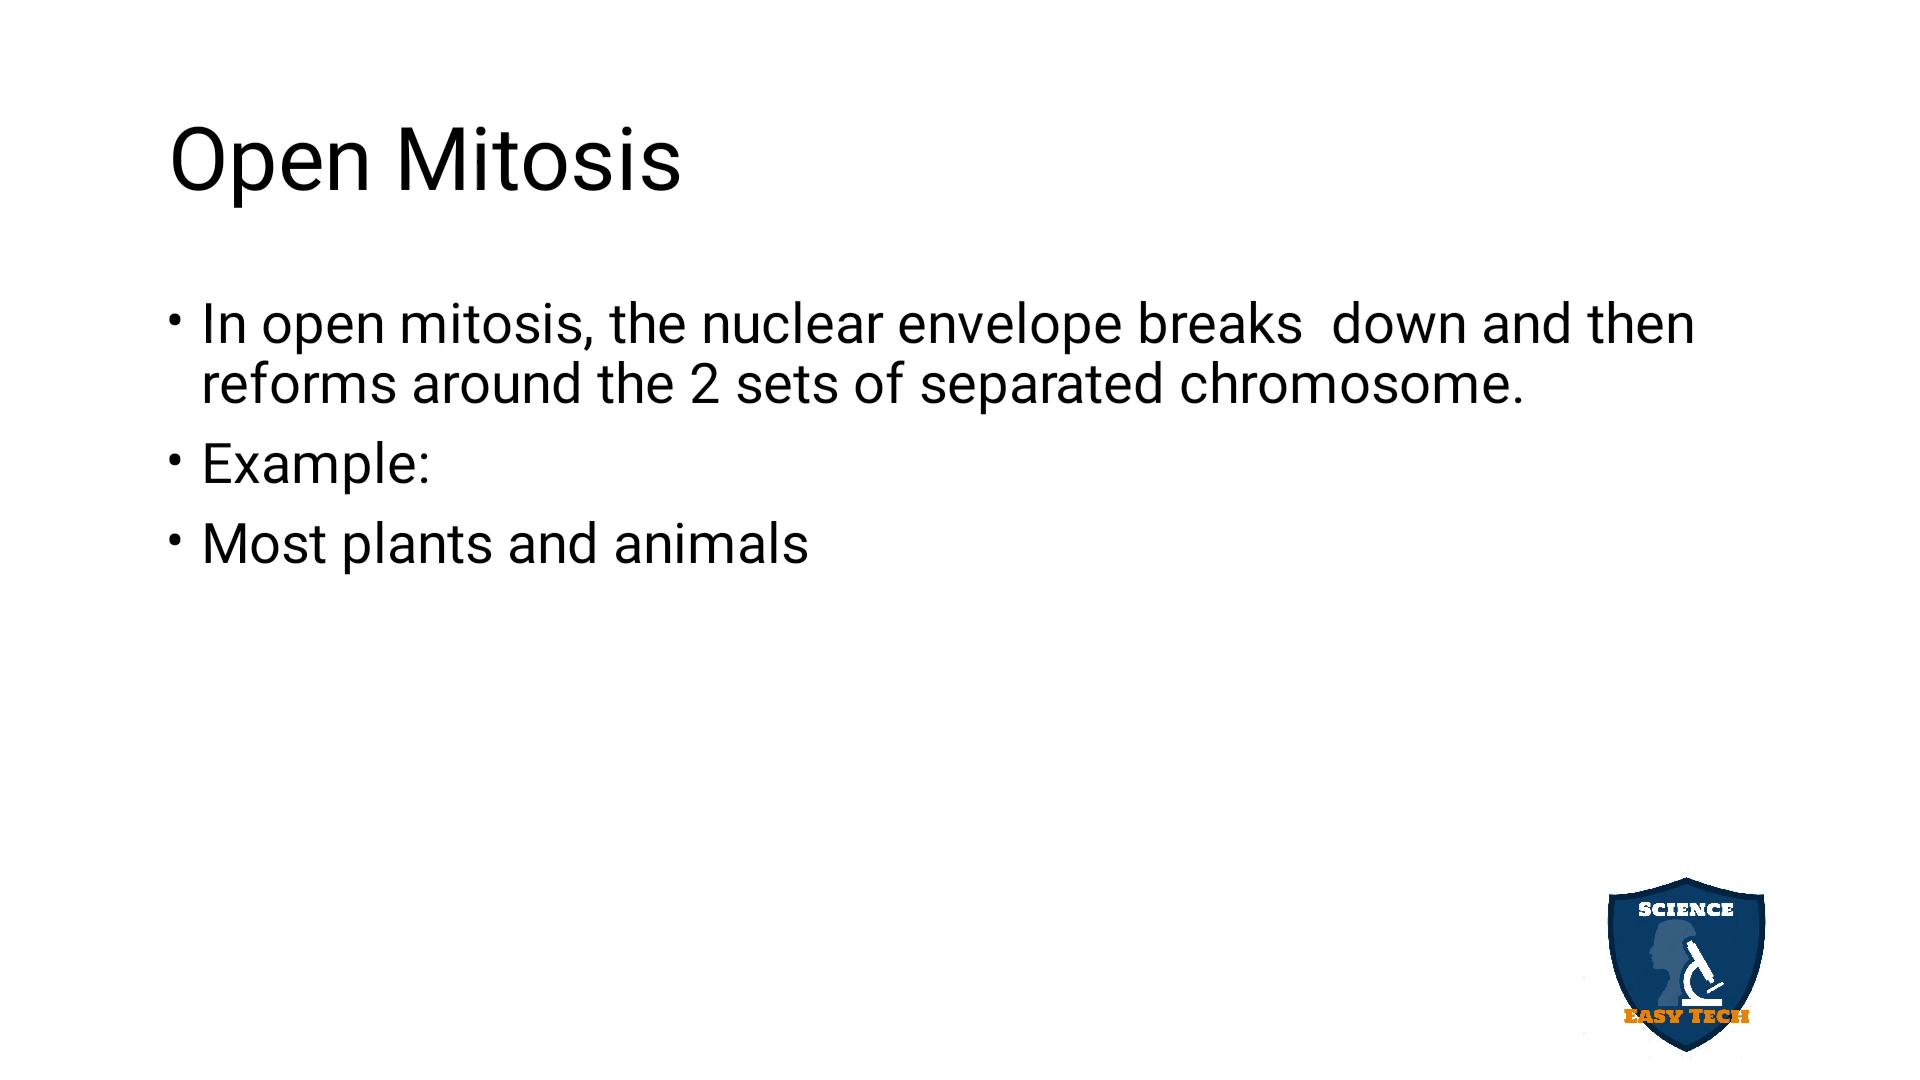 Open Mitosis
• In open mitosis, the nuclear envelope breaks  down and then
reforms around the 2 sets of separated chromosome.
• Example:
• Most plants and animals
SCIENCE
EASY TECH